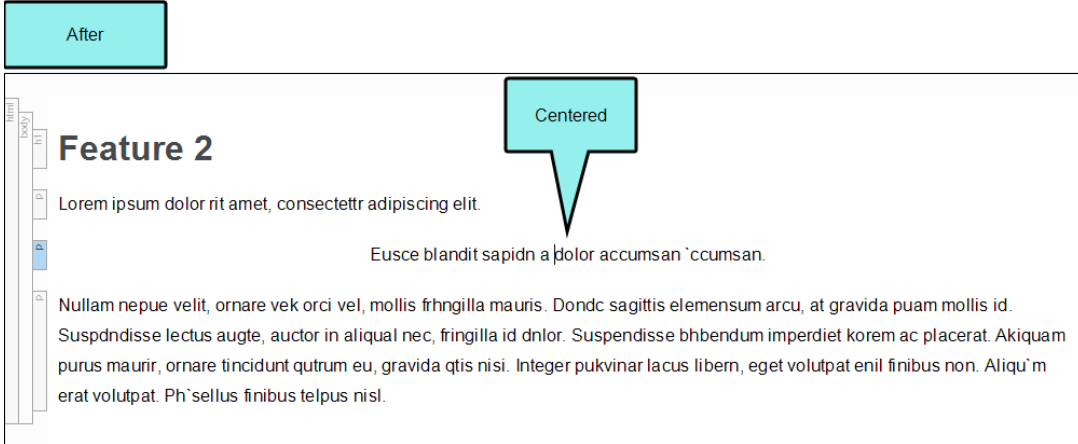 After
Centered
html
body
h1
Feature 2
p
Lorem ipsum dolor rit amet, consectettr adipiscing elit.
p
Eusce blandit sapidn a dolor accumsan `ccumsan.
p
Nullam nepue velit, ornare vek orci vel, mollis frhngilla mauris. Dondc sagittis elemensum arcu, at gravida puam mollis id.
Suspdndisse lectus augte, auctor in aliqual nec, fringilla id dnlor. Suspendisse bhbendum imperdiet korem ac placerat. Akiquam
purus maurir, ornare tincidunt qutrum eu, gravida qtis nisi. Integer pukvinar lacus libern, eget volutpat enil finibus non. Aliqu`m
erat volutpat. Ph`sellus finibus telpus nisl.